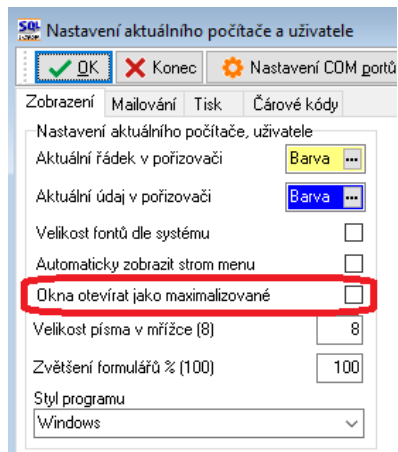 SQL
Nastavení aktuálního počítače a uživatele
OK Konec Nastavení COM portů
Zobrazení Mailování Tisk Čárové kódy
Nastavení aktuálního počítače, uživatele
Aktuální řádek v pořizovači Barva ...
Aktuální údaj v pořizovači Barva ...
Velikost fontů dle systému
Automaticky zobrazit strom menu
Okna otevírat jako maximalizované
Velikost písma v mřížce (8) 8
Zvětšení formulářů % (100) 100
Styl programu
Windows